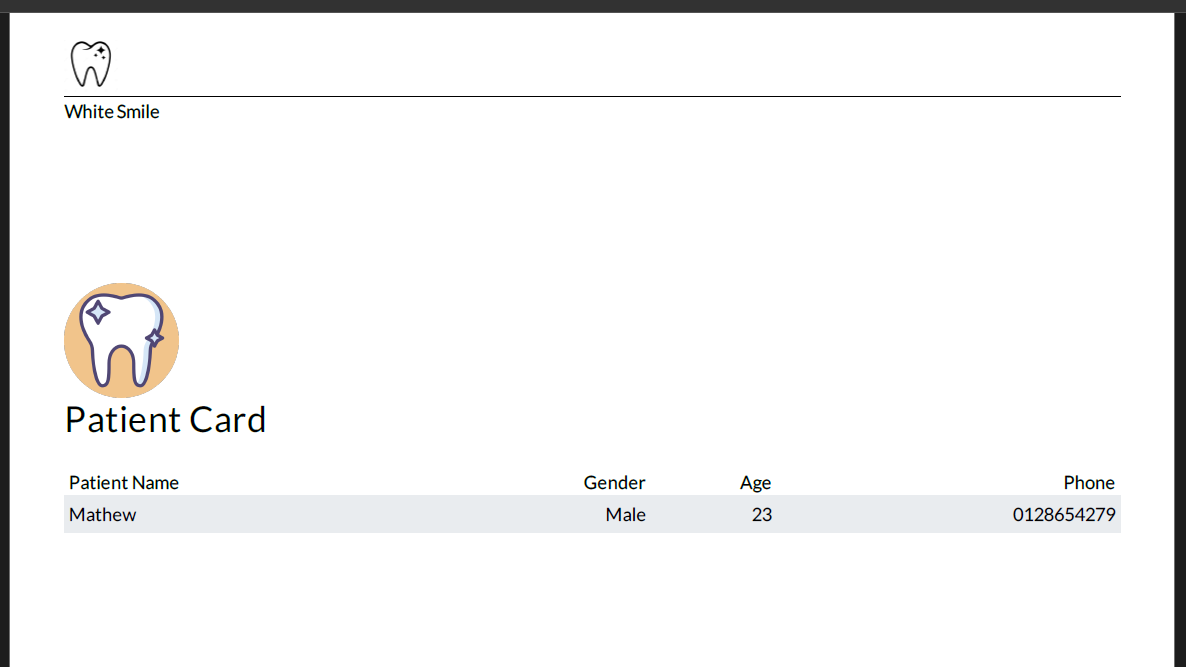 White Smile
Patient Card
Patient Name Gender Age Phone
Mathew Male 23 0128654279